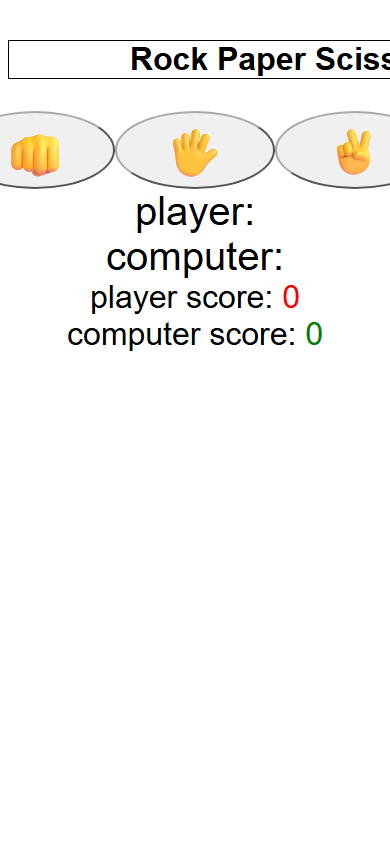 Rock Paper Sciss
player:
computer:
player score: 0
computer score: 0